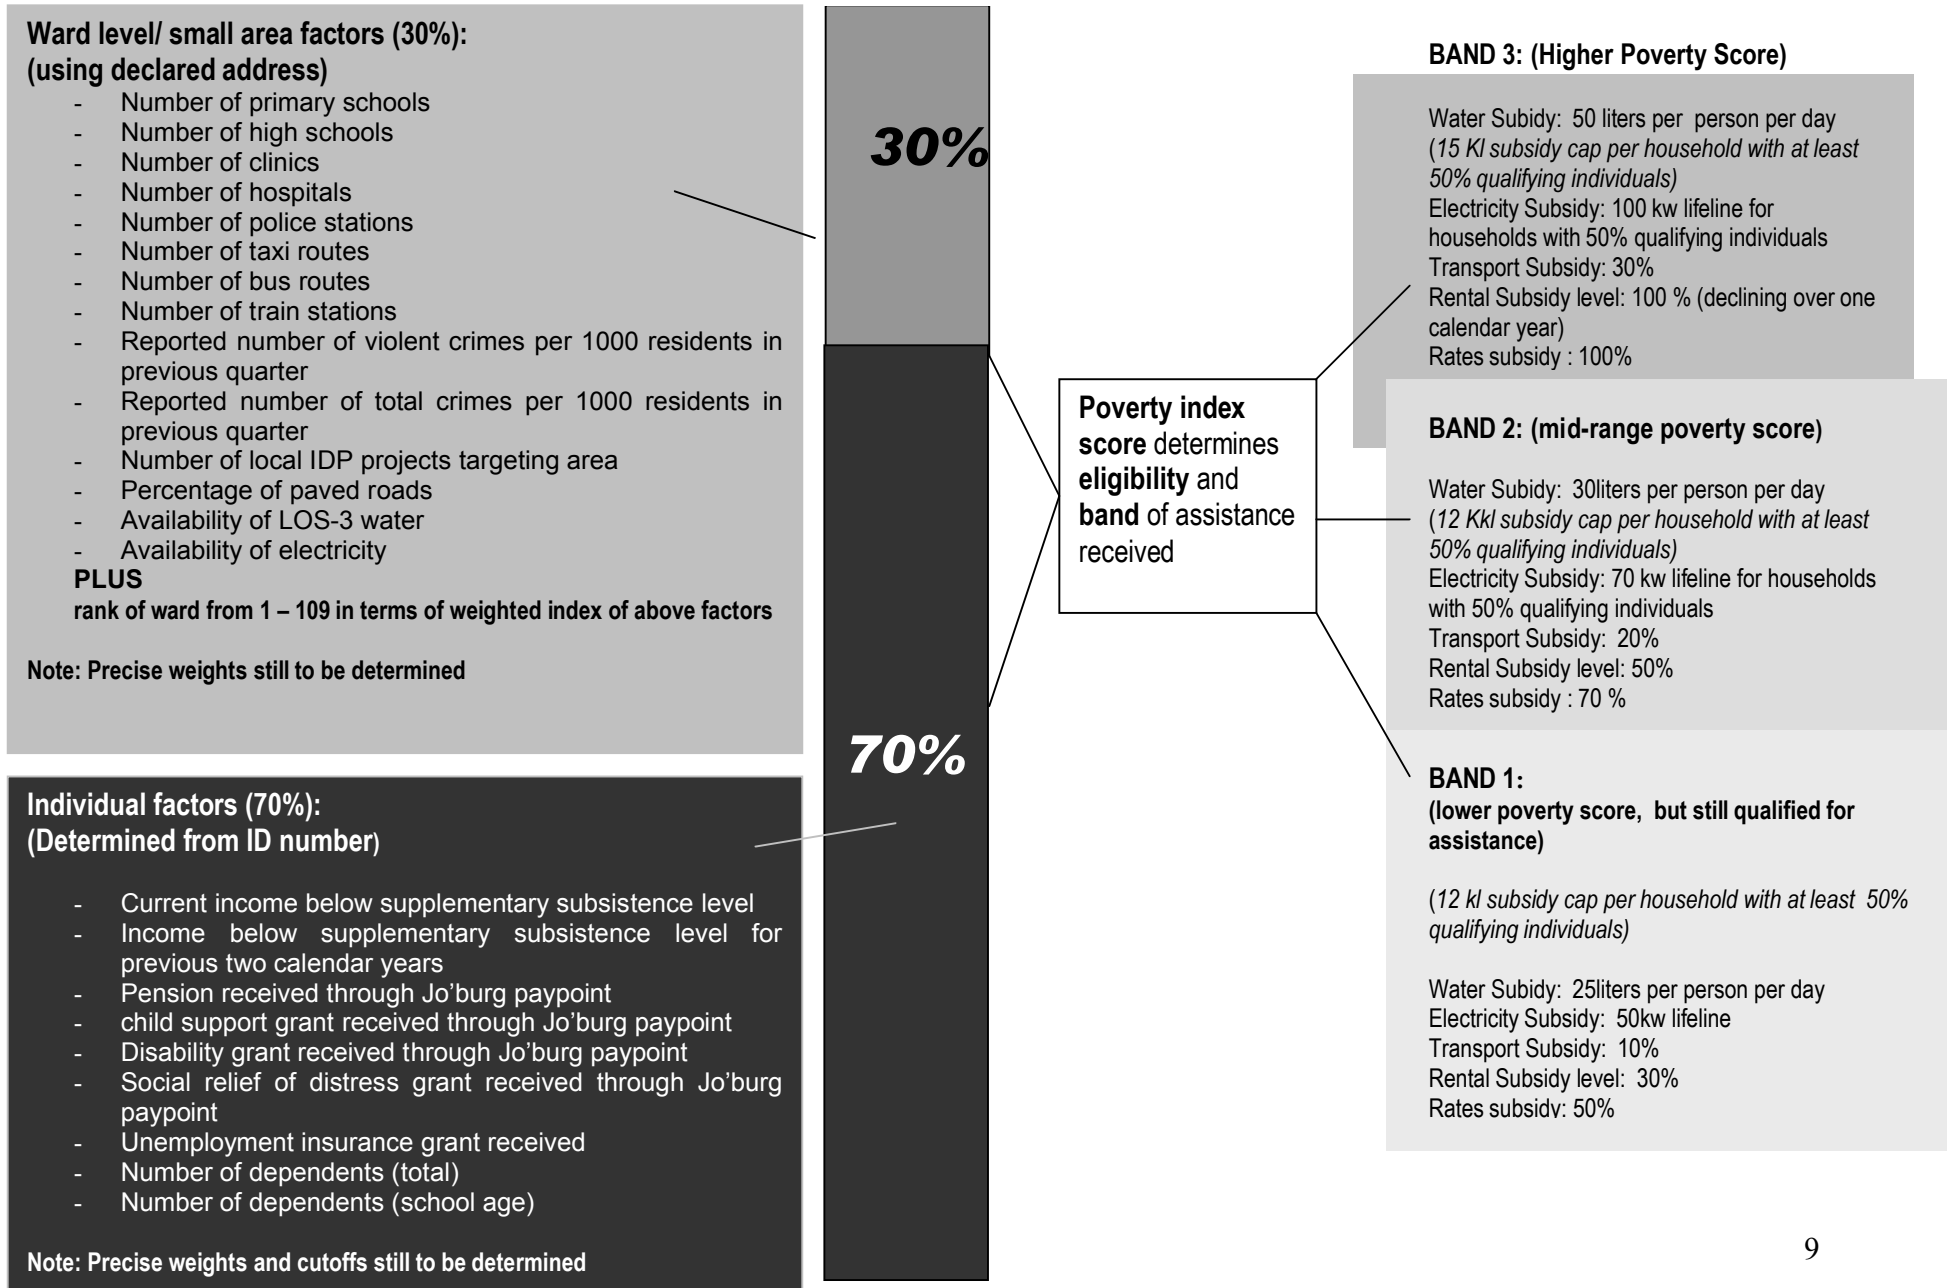 Ward level/ small area factors (30%):
(using declared address)
- Number of primary schools
- Number of high schools
- Number of clinics
- Number of hospitals
- Number of police stations
- Number of taxi routes
- Number of bus routes
- Number of train stations
- Reported number of violent crimes per 1000 residents in
previous quarter
- Reported number of total crimes per 1000 residents in
previous quarter
- Number of local IDP projects targeting area
- Percentage of paved roads
- Availability of LOS-3 water
- Availability of electricity
PLUS
rank of ward from 1 – 109 in terms of weighted index of above factors
Note: Precise weights still to be determined
Individual factors (70%):
(Determined from ID number)
- Current income below supplementary subsistence level
- Income below supplementary subsistence level for
previous two calendar years
- Pension received through Jo’burg paypoint
- child support grant received through Jo’burg paypoint
- Disability grant received through Jo’burg paypoint
- Social relief of distress grant received through Jo’burg
paypoint
- Unemployment insurance grant received
- Number of dependents (total)
- Number of dependents (school age)
Note: Precise weights and cutoffs still to be determined
30%
70%
Poverty index
score determines
eligibility and
band of assistance
received
BAND 3: (Higher Poverty Score)
Water Subidy: 50 liters per person per day
(15 Kl subsidy cap per household with at least
50% qualifying individuals)
Electricity Subsidy: 100 kw lifeline for
households with 50% qualifying individuals
Transport Subsidy: 30%
Rental Subsidy level: 100 % (declining over one
calendar year)
Rates subsidy : 100%
BAND 2: (mid-range poverty score)
Water Subidy: 30liters per person per day
(12 Kkl subsidy cap per household with at least
50% qualifying individuals)
Electricity Subsidy: 70 kw lifeline for households
with 50% qualifying individuals
Transport Subsidy: 20%
Rental Subsidy level: 50%
Rates subsidy : 70 %
BAND 1:
(lower poverty score, but still qualified for
assistance)
(12 kl subsidy cap per household with at least 50%
qualifying individuals)
Water Subidy: 25liters per person per day
Electricity Subsidy: 50kw lifeline
Transport Subsidy: 10%
Rental Subsidy level: 30%
Rates subsidy: 50%
9